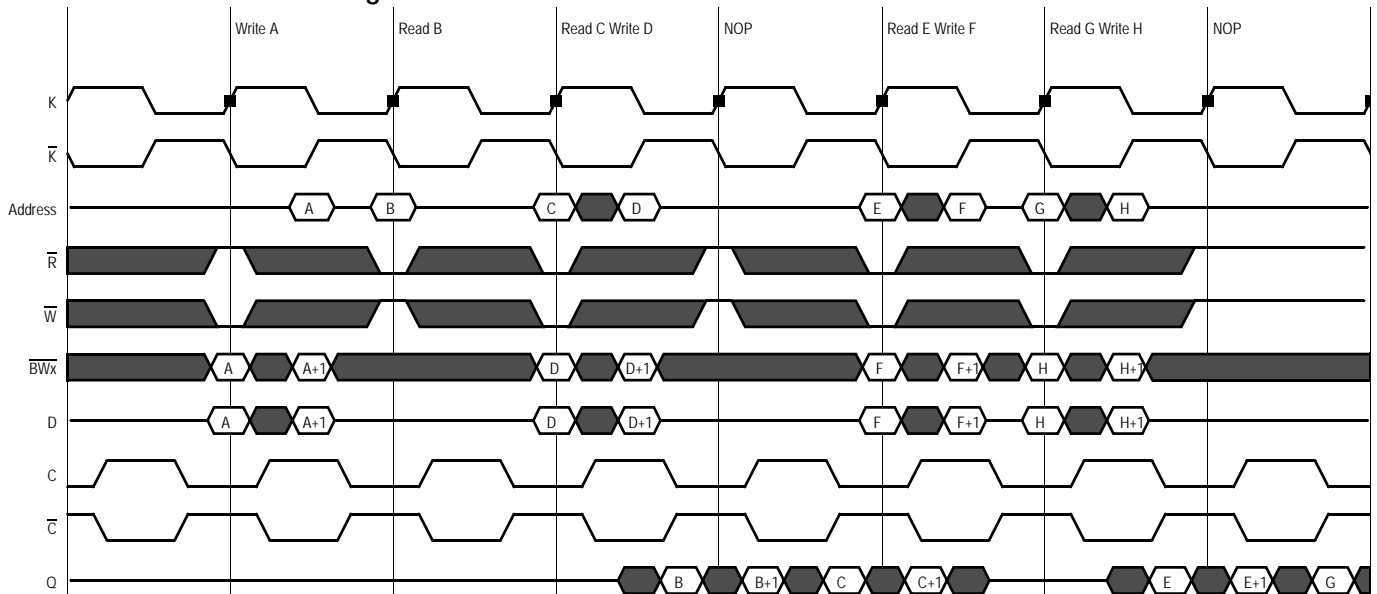 g
Write A Read B Read C Write D NOP Read E Write F Read G Write H NOP
K
K
Address A B C D E F G H
R
W
BWx A A+1 D D+1 F F+1 H H+1
D A A+1 D D+1 F F+1 H H+1
C
C
Q B B+1 C C+1 E E+1 G